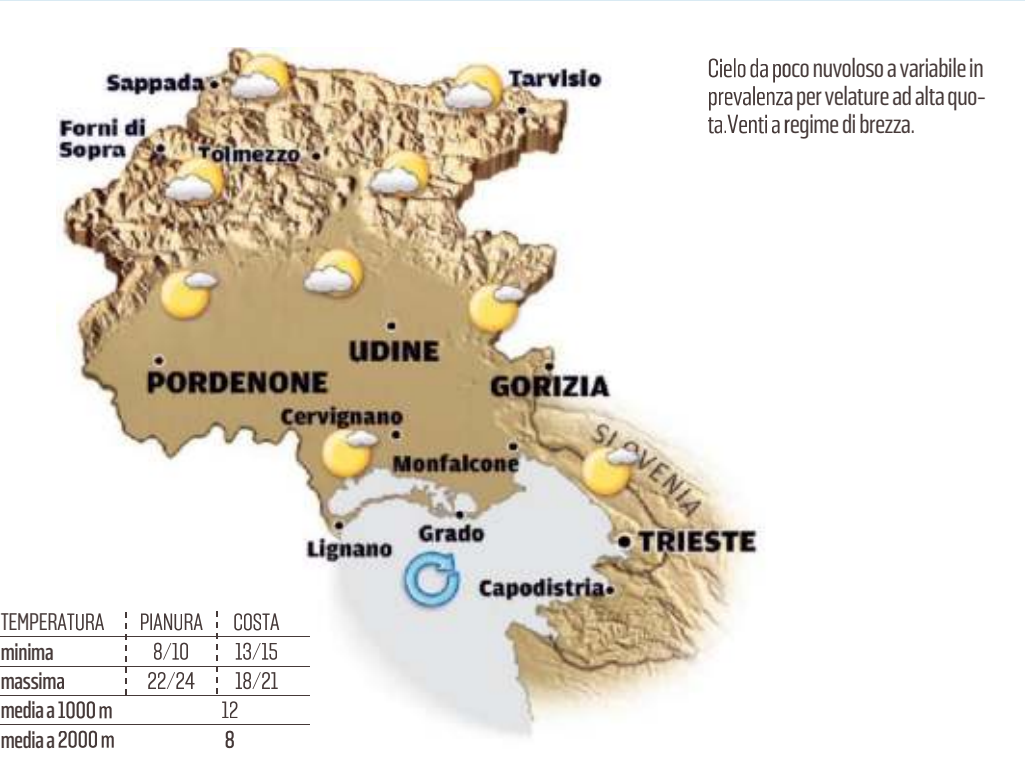 Cielo da poco nuvoloso a variabile in
prevalenza per velature ad alta quo-
ta. Venti a regime di brezza.
Sappada
Tarvisio
Forni di
Sopra
Tolmezzo
UDINE
PORDENONE
GORIZIA
Cervignano
SLOVENIA
Monfalcone
Grado
Lignano
TRIESTE
Capodistria
TEMPERATURA PIANURA COSTA
minima 8/10 13/15
massima 22/24 18/21
media a 1000 m 12
media a 2000 m 8